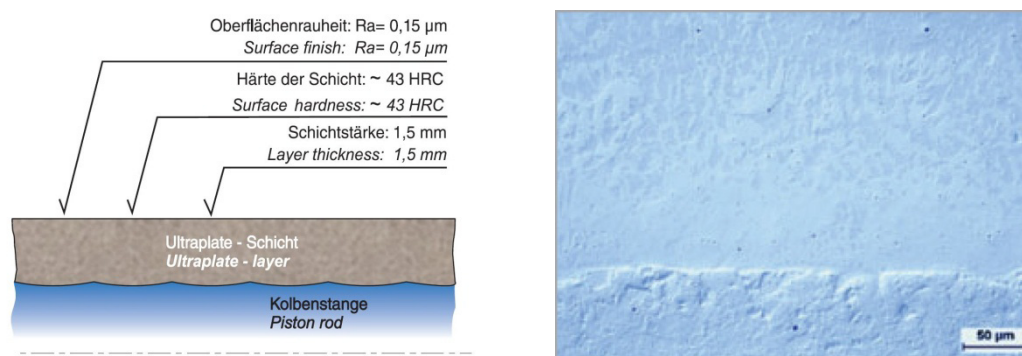 Oberflächenrauheit: Ra= 0,15 µm
Surface finish: Ra= 0,15 µm
Härte der Schicht: ~ 43 HRC
Surface hardness: ~ 43 HRC
Schichtstärke: 1,5 mm
Layer thickness: 1,5 mm
Ultraplate - Schicht
Ultraplate - layer
Kolbenstange
Piston rod
50 µm